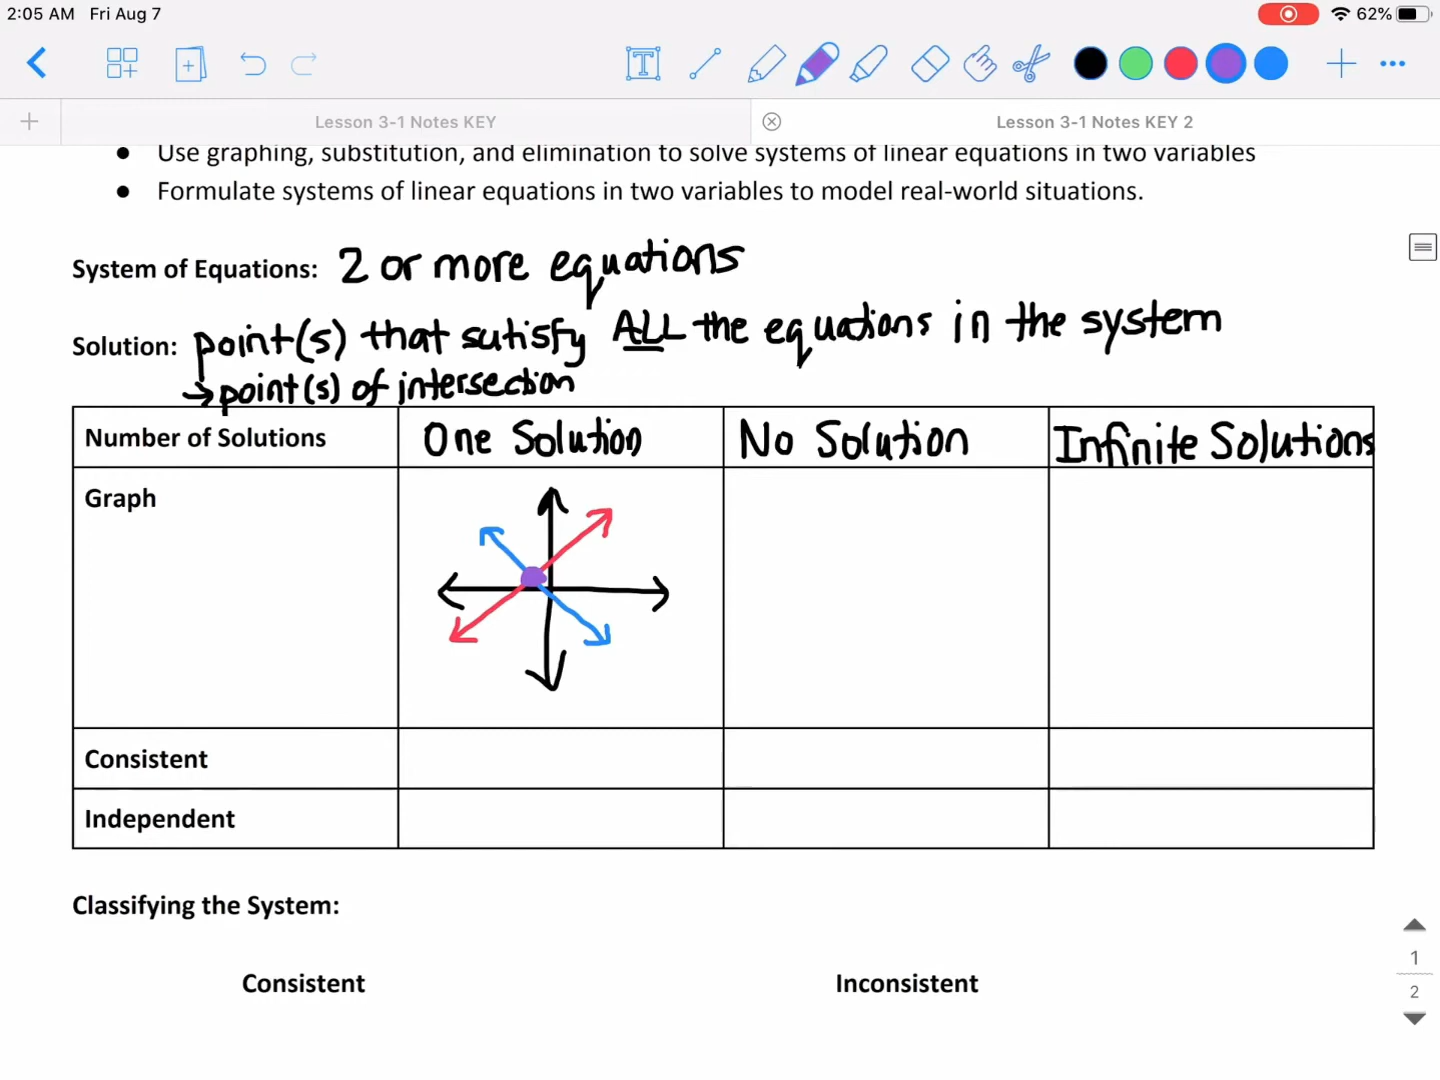 2:05 AM Fri Aug 7
62%
T
Lesson 3-1 Notes KEY
Lesson 3-1 Notes KEY 2
● Use graphing, substitution, and elimination to solve systems of linear equations in two variables
● Formulate systems of linear equations in two variables to model real-world situations.
System of Equations: 2 or more equations
Solution: point(s) that satisfy ALL the equations in the system
→ point(s) of intersection
Number of Solutions
One Solution
No Solution
Infinite Solutions
Graph
Consistent
Independent
Classifying the System:
Consistent
Inconsistent
1
2